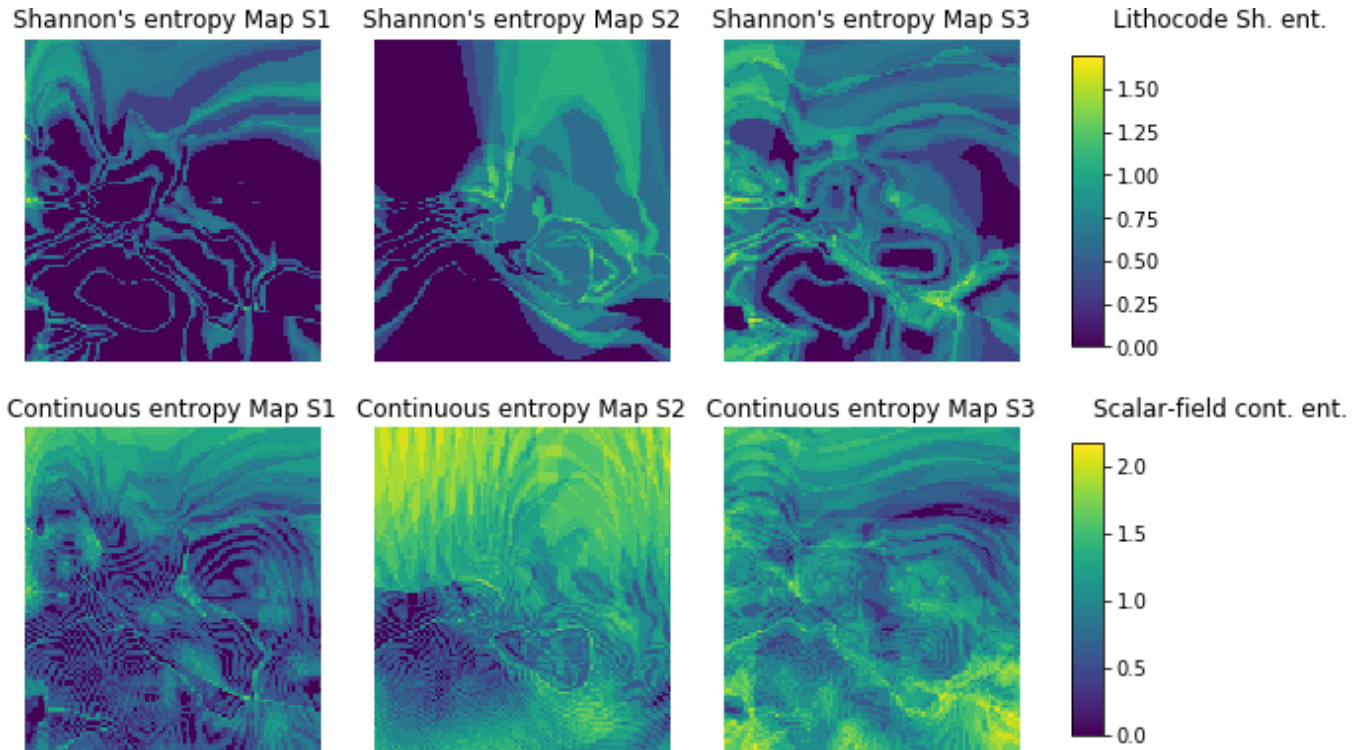 Shannon's entropy Map S1
Shannon's entropy Map S2
Shannon's entropy Map S3
Lithocode Sh. ent.
1.50
1.25
1.00
0.75
0.50
0.25
0.00
Continuous entropy Map S1
Continuous entropy Map S2
Continuous entropy Map S3
Scalar-field cont. ent.
2.0
1.5
1.0
0.5
0.0